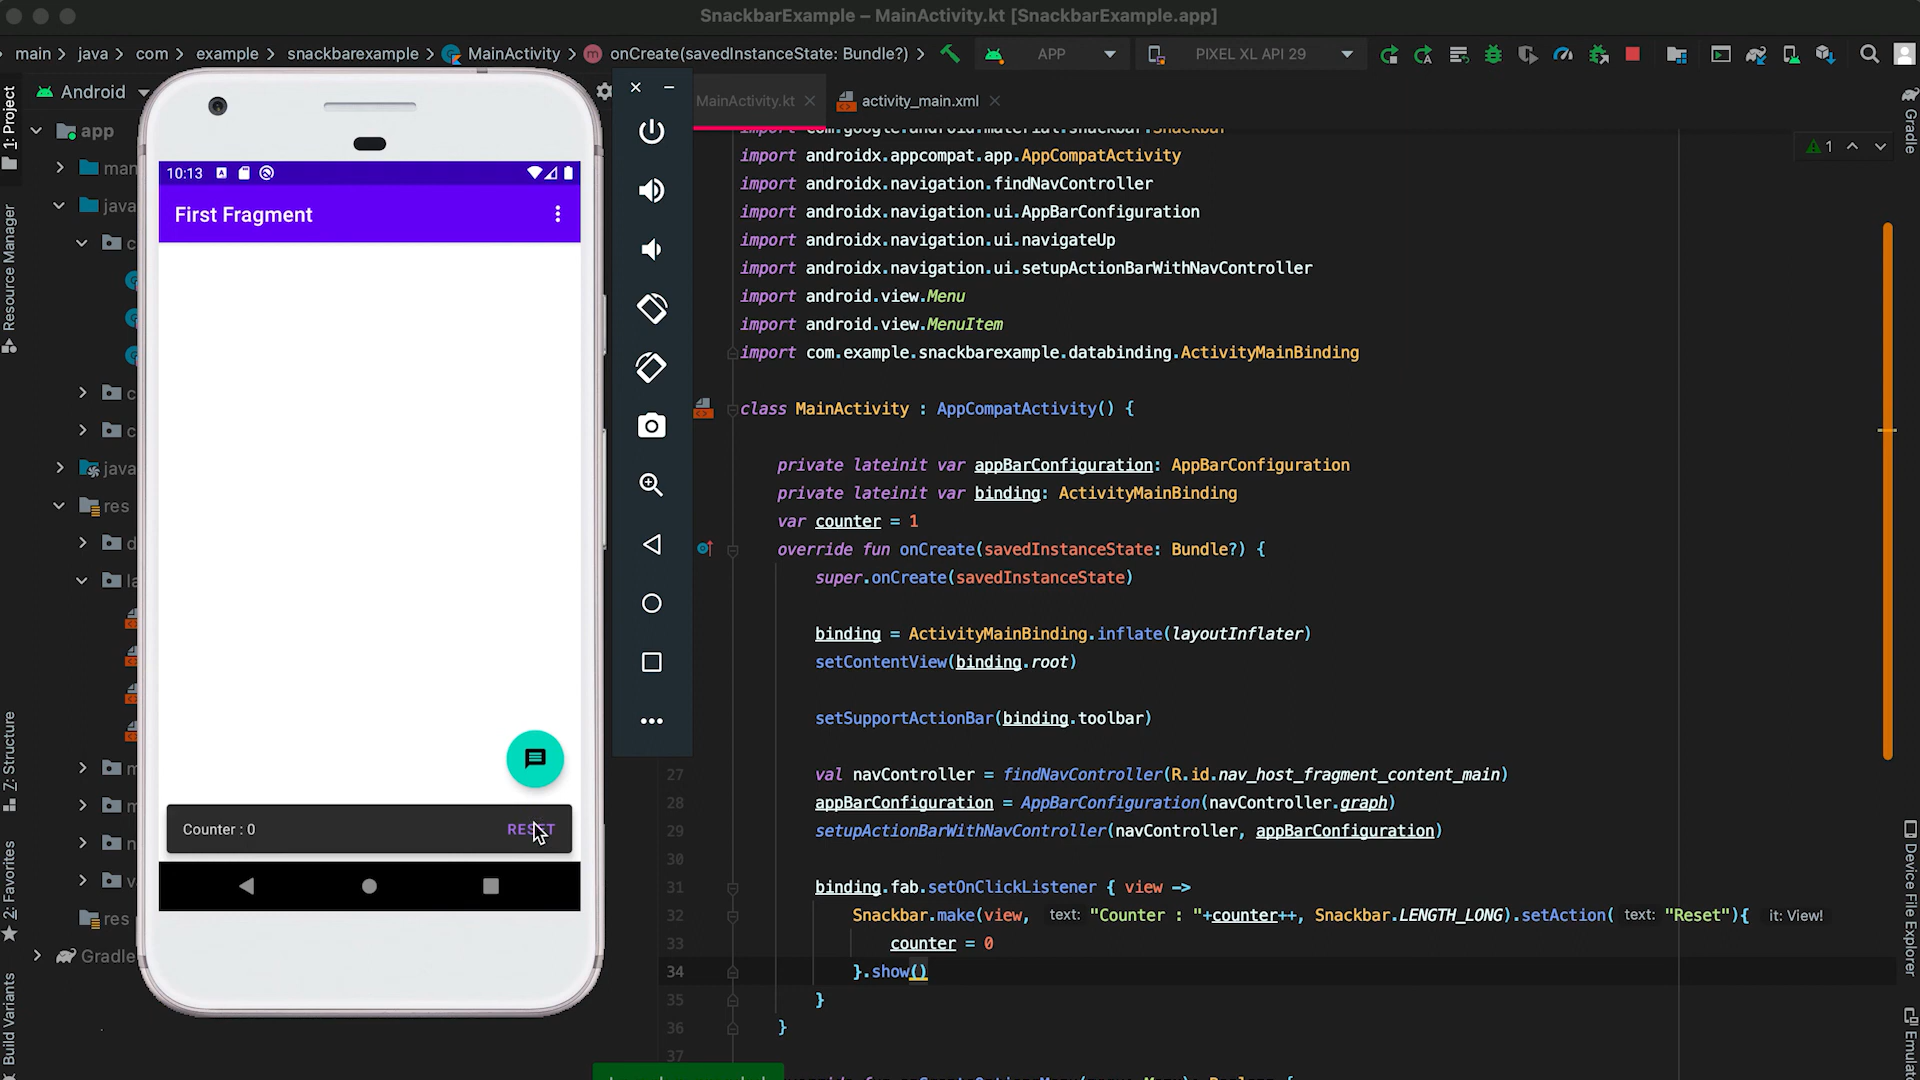 SnackbarExample – MainActivity.kt [SnackbarExample.app]
main java com example snackbarexample MainActivity onCreate(savedInstanceState: Bundle?) APP PIXEL XL API 29
1: Project
Resource Manager
7: Structure
2: Favorites
Build Variants
Android
app
java
java
res
res
Gradle
10:13
First Fragment
Counter : 0 RESET
MainActivity.kt activity_main.xml
1
import androidx.appcompat.app.AppCompatActivity
import androidx.navigation.findNavController
import androidx.navigation.ui.AppBarConfiguration
import androidx.navigation.ui.navigateUp
import androidx.navigation.ui.setupActionBarWithNavController
import android.view.Menu
import android.view.MenuItem
import com.example.snackbarexample.databinding.ActivityMainBinding
class MainActivity : AppCompatActivity() {
private lateinit var appBarConfiguration: AppBarConfiguration
private lateinit var binding: ActivityMainBinding
var counter = 1
override fun onCreate(savedInstanceState: Bundle?) {
super.onCreate(savedInstanceState)
binding = ActivityMainBinding.inflate(layoutInflater)
setContentView(binding.root)
setSupportActionBar(binding.toolbar)
27 val navController = findNavController(R.id.nav_host_fragment_content_main)
28 appBarConfiguration = AppBarConfiguration(navController.graph)
29 setupActionBarWithNavController(navController, appBarConfiguration)
30
31 binding.fab.setOnClickListener { view ->
32 Snackbar.make(view, text: "Counter : "+counter++, Snackbar.LENGTH_LONG).setAction( text: "Reset"){ it: View!
33 counter = 0
34 }.show()
35 }
36 }
37
Gradle
Device File Explorer